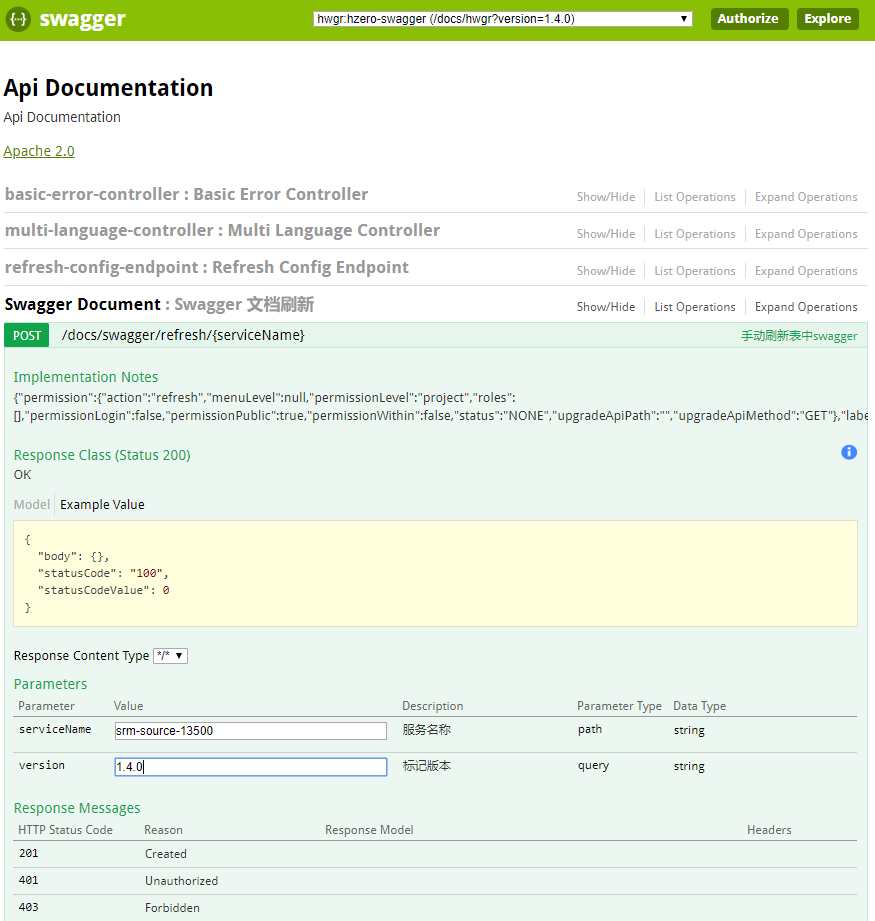 {···} swagger
hwgr:hzero-swagger (/docs/hwgr?version=1.4.0)
Authorize
Explore
Api Documentation
Api Documentation
Apache 2.0
basic-error-controller : Basic Error Controller
Show/Hide List Operations Expand Operations
multi-language-controller : Multi Language Controller
Show/Hide List Operations Expand Operations
refresh-config-endpoint : Refresh Config Endpoint
Show/Hide List Operations Expand Operations
Swagger Document : Swagger 文档刷新
Show/Hide List Operations Expand Operations
POST /docs/swagger/refresh/{serviceName} 手动刷新表中swagger
Implementation Notes
{"permission":{"action":"refresh","menuLevel":null,"permissionLevel":"project","roles":
[],"permissionLogin":false,"permissionPublic":true,"permissionWithin":false,"status":"NONE","upgradeApiPath":"","upgradeApiMethod":"GET"},"labe
Response Class (Status 200)
OK
Model Example Value
{
"body": {},
"statusCode": "100",
"statusCodeValue": 0
}
Response Content Type */*
Parameters
Parameter Value Description Parameter Type Data Type
serviceName srm-source-13500 服务名称 path string
version 1.4.0 标记版本 query string
Response Messages
HTTP Status Code Reason Response Model Headers
201 Created
401 Unauthorized
403 Forbidden